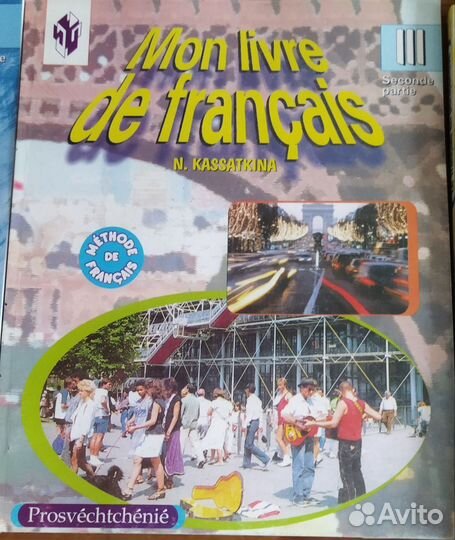 Mon livre
de français
III
Seconde
partie
N. KASSATKINA
MÉTHODE
DE
FRANÇAIS
Prosvéchtchénié
Avito